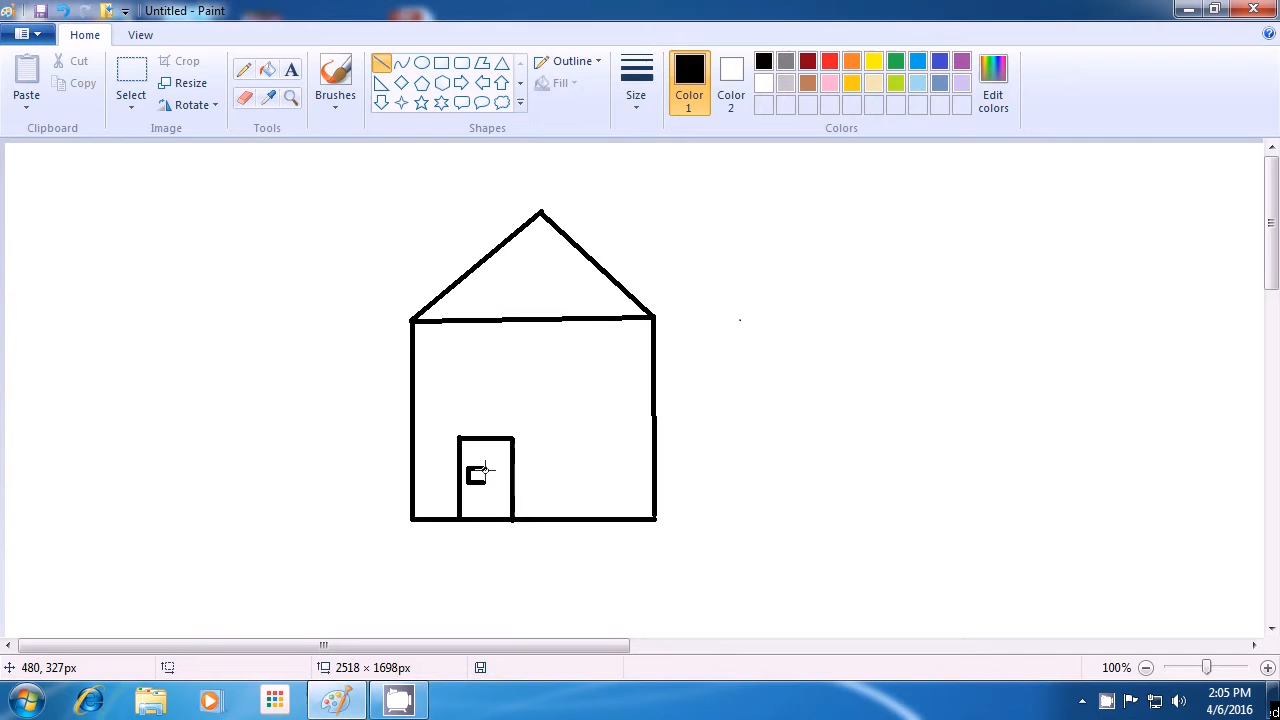 Untitled - Paint
Home View
Paste
Cut
Copy
Clipboard
Select
Crop
Resize
Rotate
Image
A
Tools
Brushes
Shapes
Outline
Fill
Size
Color 1
Color 2
Edit colors
Colors
480, 327px
2518 × 1698px
100%
2:05 PM
4/6/2016